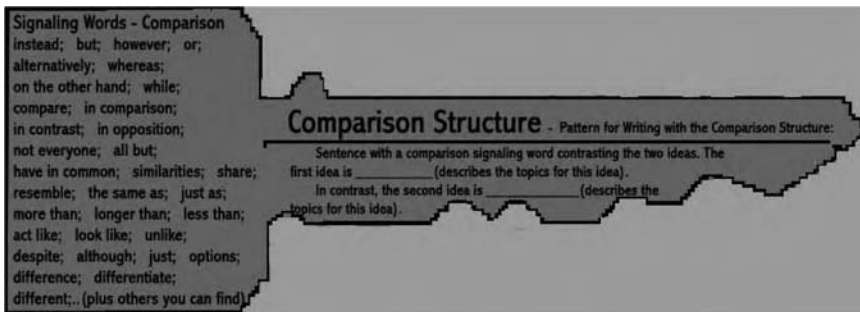 Signaling Words - Comparison
instead; but; however; or;
alternatively; whereas;
on the other hand; while;
compare; in comparison;
in contrast; in opposition;
not everyone; all but;
have in common; similarities; share;
resemble; the same as; just as;
more than; longer than; less than;
act like; look like; unlike;
despite; although; just; options;
difference; differentiate;
different;.. (plus others you can find)
Comparison Structure - Pattern for Writing with the Comparison Structure:
Sentence with a comparison signaling word contrasting the two ideas. The
first idea is ____________ (describes the topics for this idea).
In contrast, the second idea is ______________ (describes the
topics for this idea).